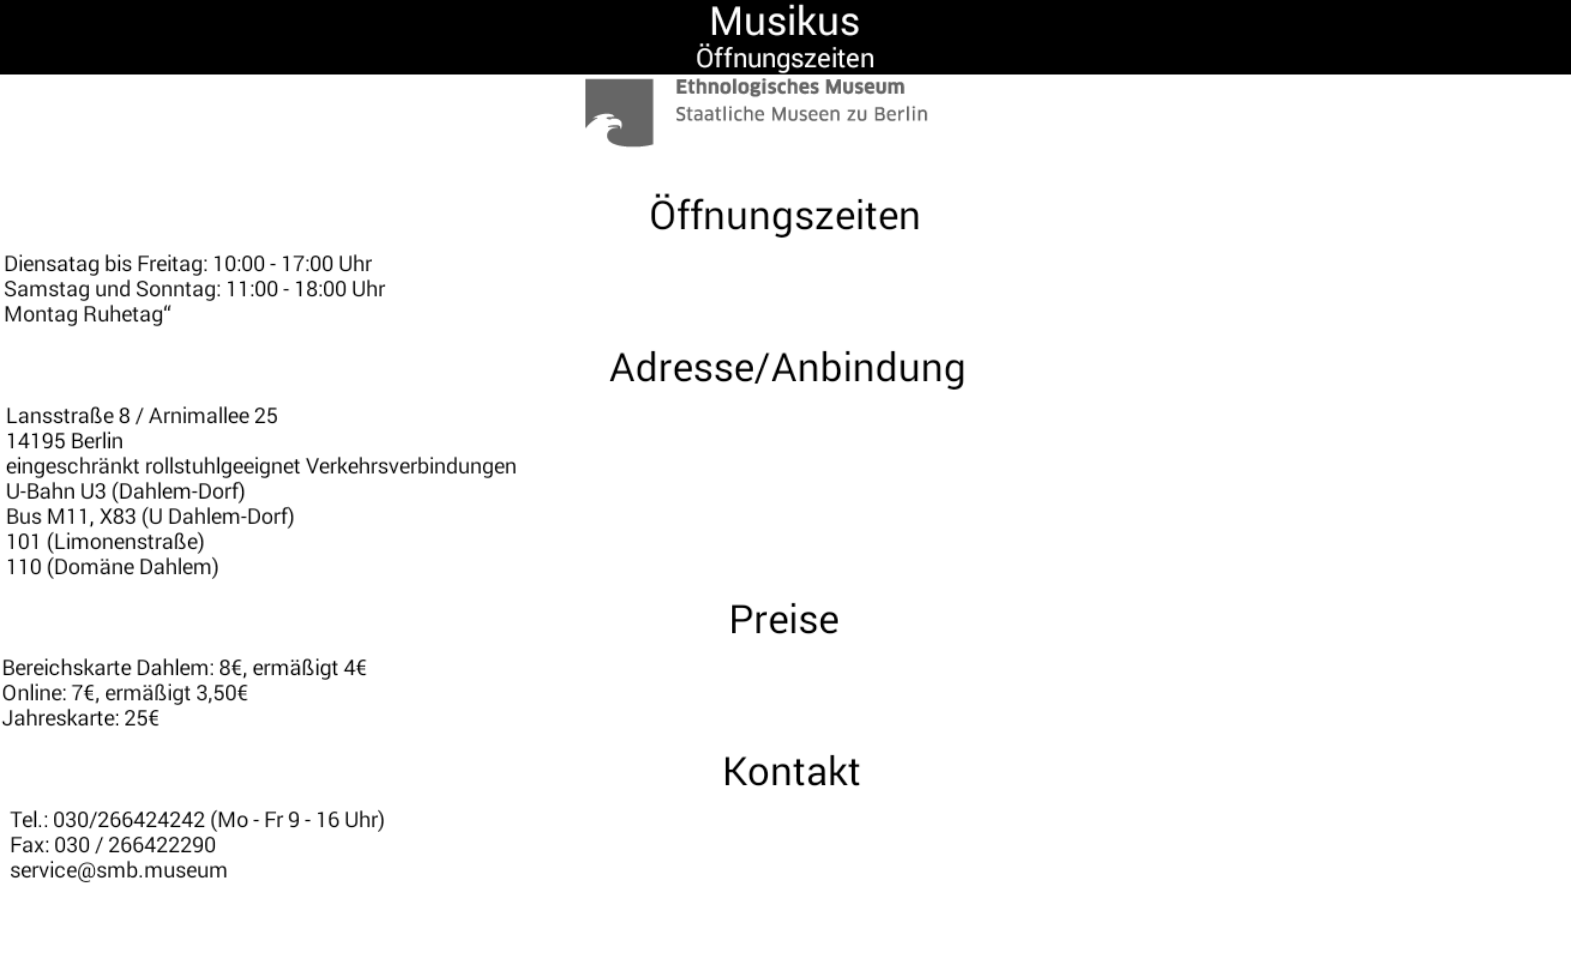 Musikus
Öffnungszeiten
Ethnologisches Museum
Staatliche Museen zu Berlin
Öffnungszeiten
Diensatag bis Freitag: 10:00 - 17:00 Uhr
Samstag und Sonntag: 11:00 - 18:00 Uhr
Montag Ruhetag“
Adresse/Anbindung
Lansstraße 8 / Arnimallee 25
14195 Berlin
eingeschränkt rollstuhlgeeignet Verkehrsverbindungen
U-Bahn U3 (Dahlem-Dorf)
Bus M11, X83 (U Dahlem-Dorf)
101 (Limonenstraße)
110 (Domäne Dahlem)
Preise
Bereichskarte Dahlem: 8€, ermäßigt 4€
Online: 7€, ermäßigt 3,50€
Jahreskarte: 25€
Kontakt
Tel.: 030/266424242 (Mo - Fr 9 - 16 Uhr)
Fax: 030 / 266422290
service@smb.museum